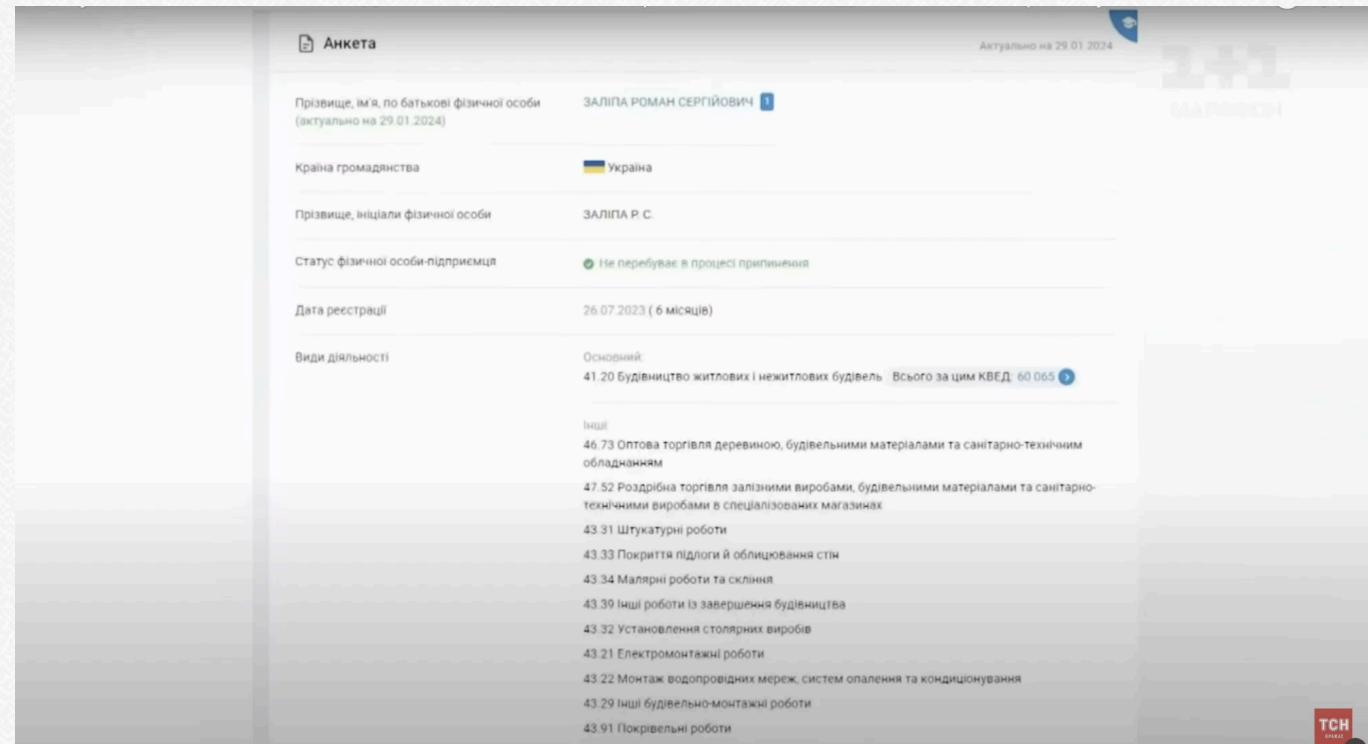 Анкета
Актуально на 29.01.2024
1+1
МАРАФОН
Прізвище, ім'я, по батькові фізичної особи
(актуально на 29.01.2024)
ЗАЛІПА РОМАН СЕРГІЙОВИЧ 1
Країна громадянства
Україна
Прізвище, ініціали фізичної особи
ЗАЛІПА Р. С.
Статус фізичної особи-підприємця
Не перебуває в процесі припинення
Дата реєстрації
26.07.2023 ( 6 місяців)
Види діяльності
Основний:
41.20 Будівництво житлових і нежитлових будівель Всього за цим КВЕД: 60 065
Інші:
46.73 Оптова торгівля деревиною, будівельними матеріалами та санітарно-технічним
обладнанням
47.52 Роздрібна торгівля залізними виробами, будівельними матеріалами та санітарно-
технічними виробами в спеціалізованих магазинах
43.31 Штукатурні роботи
43.33 Покриття підлоги й облицювання стін
43.34 Малярні роботи та скління
43.39 Інші роботи із завершення будівництва
43.32 Установлення столярних виробів
43.21 Електромонтажні роботи
43.22 Монтаж водопровідних мереж, систем опалення та кондиціонування
43.29 Інші будівельно-монтажні роботи
43.91 Покрівельні роботи
ТСН